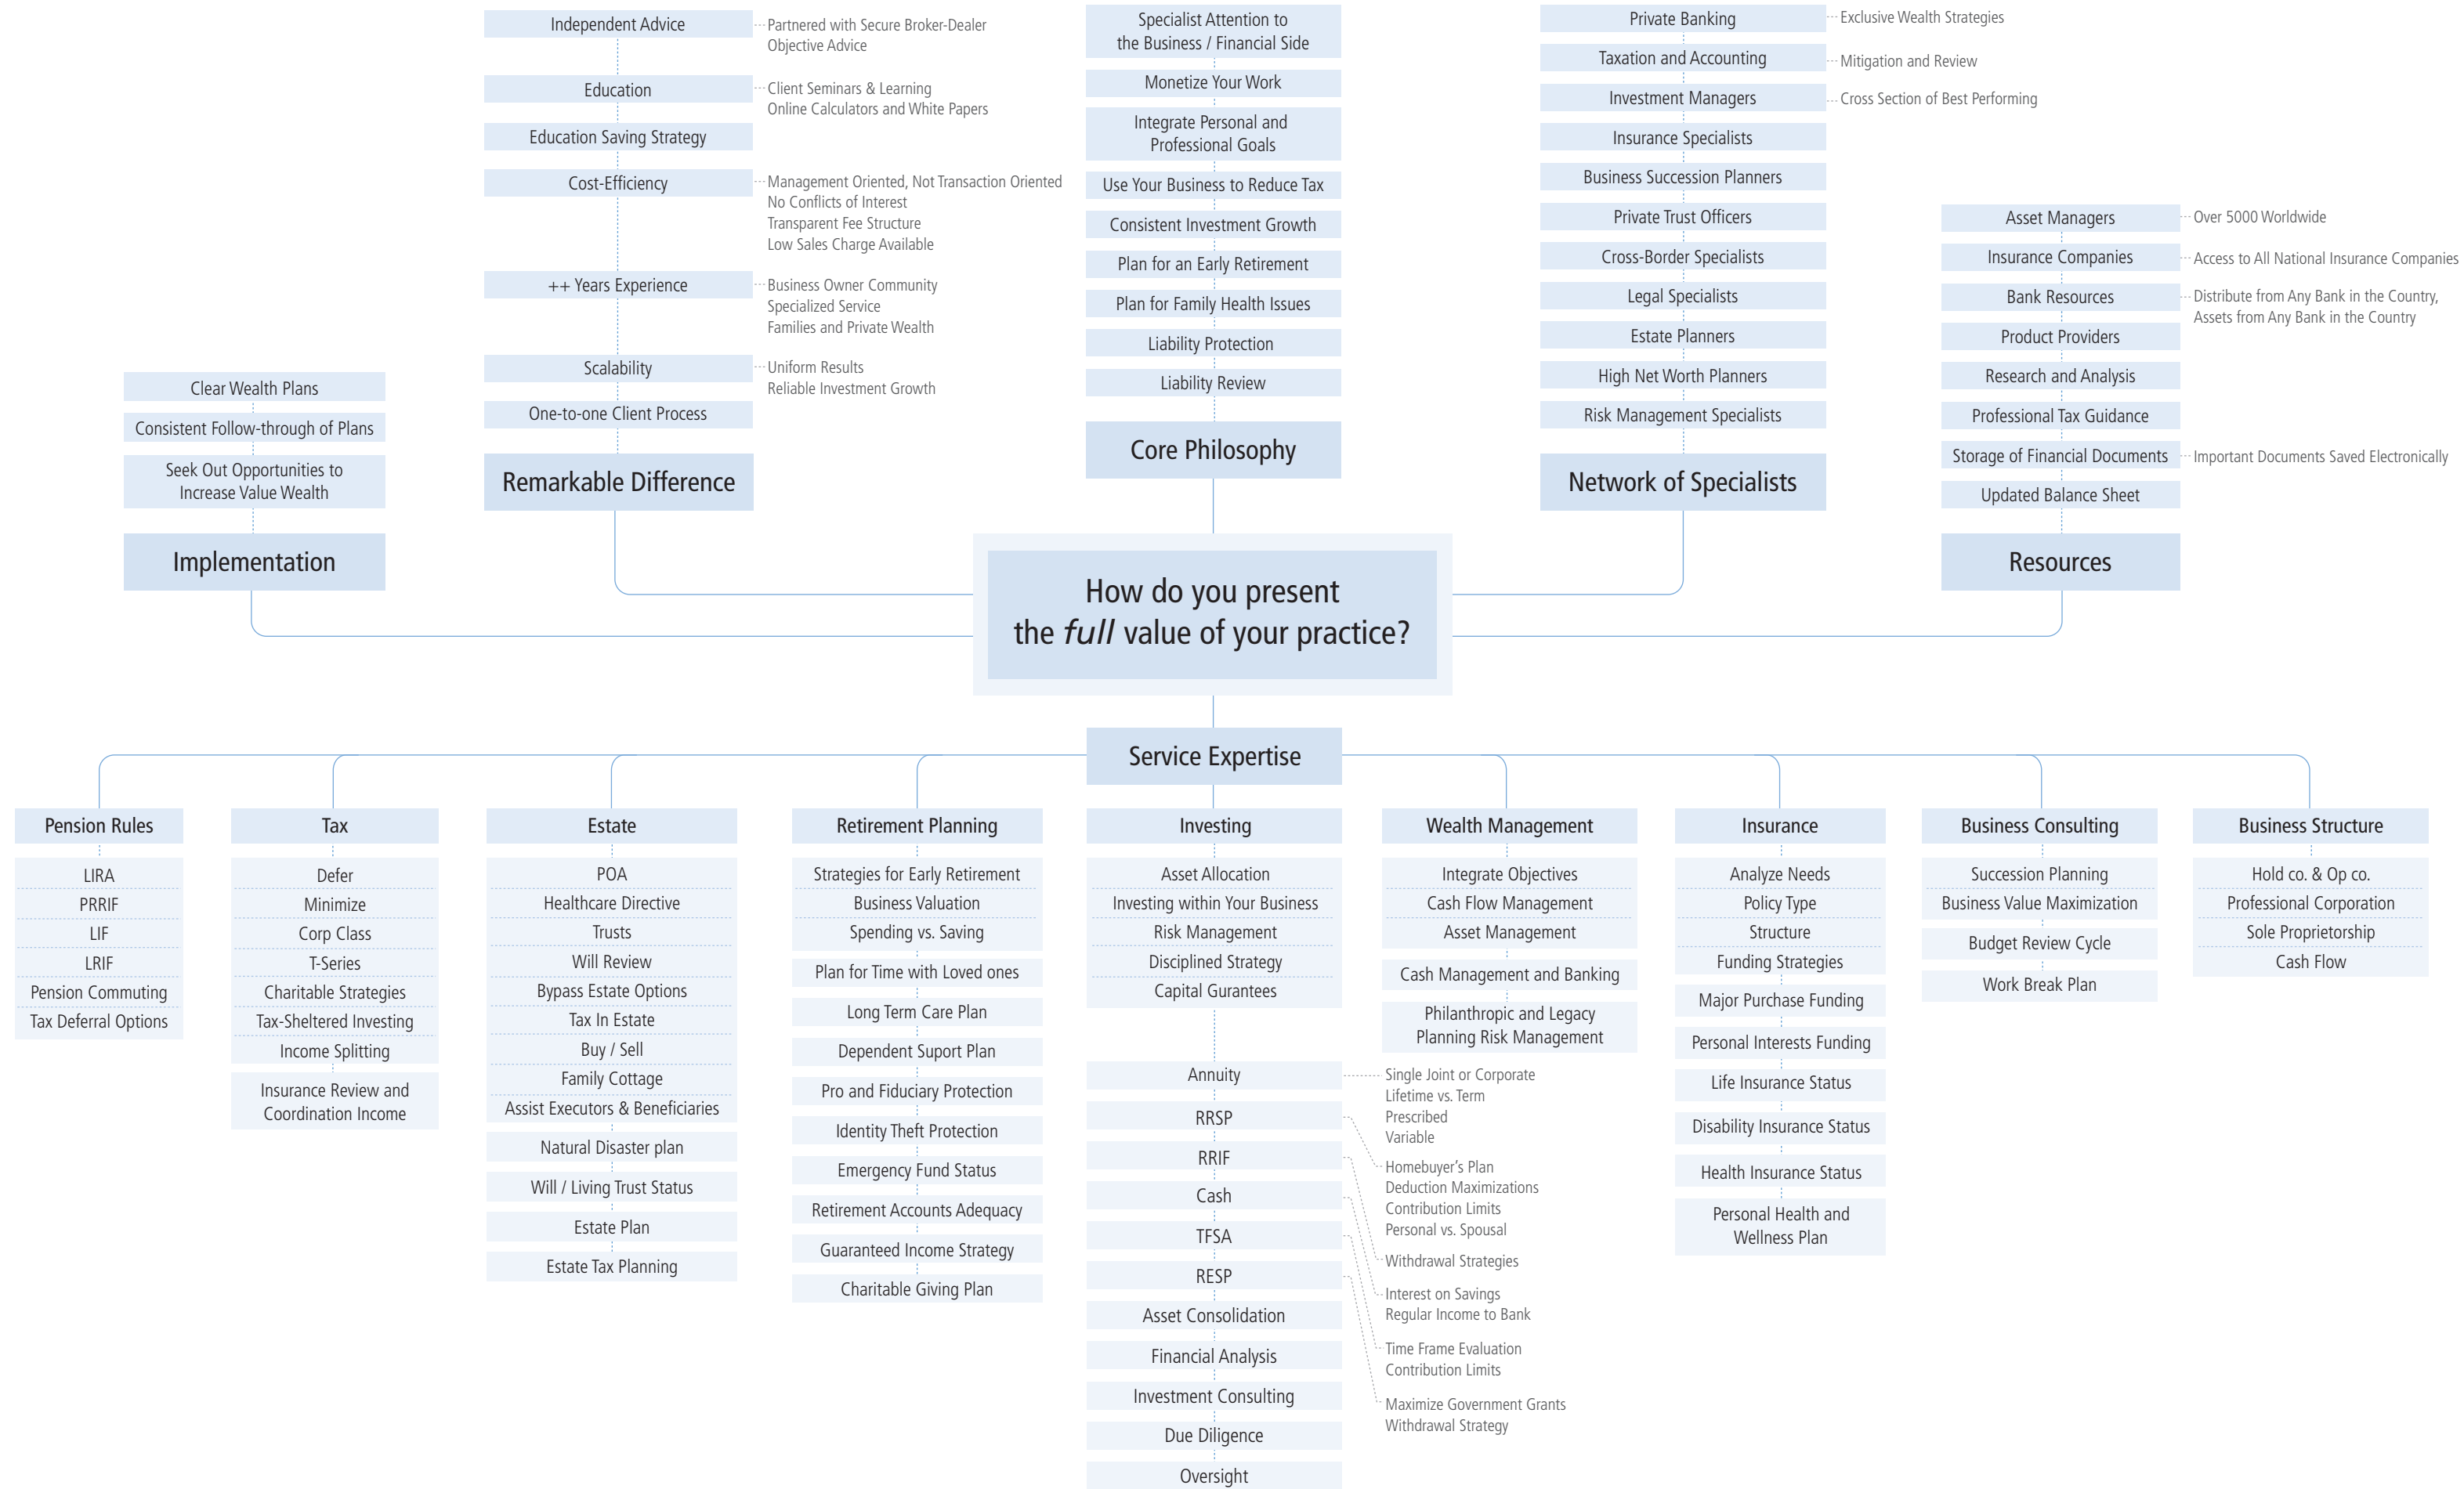 Independent Advice
Partnered with Secure Broker-Dealer
Objective Advice
Education
Client Seminars & Learning
Online Calculators and White Papers
Education Saving Strategy
Cost-Efficiency
Management Oriented, Not Transaction Oriented
No Conflicts of Interest
Transparent Fee Structure
Low Sales Charge Available
++ Years Experience
Business Owner Community
Specialized Service
Families and Private Wealth
Scalability
Uniform Results
Reliable Investment Growth
One-to-one Client Process
Remarkable Difference
Specialist Attention to
the Business / Financial Side
Monetize Your Work
Integrate Personal and
Professional Goals
Use Your Business to Reduce Tax
Consistent Investment Growth
Plan for an Early Retirement
Plan for Family Health Issues
Liability Protection
Liability Review
Core Philosophy
Private Banking
Exclusive Wealth Strategies
Taxation and Accounting
Mitigation and Review
Investment Managers
Cross Section of Best Performing
Insurance Specialists
Business Succession Planners
Private Trust Officers
Cross-Border Specialists
Legal Specialists
Estate Planners
High Net Worth Planners
Risk Management Specialists
Network of Specialists
Asset Managers
Over 5000 Worldwide
Insurance Companies
Access to All National Insurance Companies
Bank Resources
Distribute from Any Bank in the Country,
Assets from Any Bank in the Country
Product Providers
Research and Analysis
Professional Tax Guidance
Storage of Financial Documents
Important Documents Saved Electronically
Updated Balance Sheet
Resources
Clear Wealth Plans
Consistent Follow-through of Plans
Seek Out Opportunities to
Increase Value Wealth
Implementation
How do you present
the full value of your practice?
Service Expertise
Pension Rules
LIRA
PRRIF
LIF
LRIF
Pension Commuting
Tax Deferral Options
Tax
Defer
Minimize
Corp Class
T-Series
Charitable Strategies
Tax-Sheltered Investing
Income Splitting
Insurance Review and
Coordination Income
Estate
POA
Healthcare Directive
Trusts
Will Review
Bypass Estate Options
Tax In Estate
Buy / Sell
Family Cottage
Assist Executors & Beneficiaries
Natural Disaster plan
Will / Living Trust Status
Estate Plan
Estate Tax Planning
Retirement Planning
Strategies for Early Retirement
Business Valuation
Spending vs. Saving
Plan for Time with Loved ones
Long Term Care Plan
Dependent Suport Plan
Pro and Fiduciary Protection
Identity Theft Protection
Emergency Fund Status
Retirement Accounts Adequacy
Guaranteed Income Strategy
Charitable Giving Plan
Investing
Asset Allocation
Investing within Your Business
Risk Management
Disciplined Strategy
Capital Gurantees
Annuity
Single Joint or Corporate
Lifetime vs. Term
Prescribed
Variable
RRSP
Homebuyer's Plan
Deduction Maximizations
Contribution Limits
Personal vs. Spousal
RRIF
Withdrawal Strategies
Cash
Interest on Savings
Regular Income to Bank
TFSA
Time Frame Evaluation
Contribution Limits
RESP
Maximize Government Grants
Withdrawal Strategy
Asset Consolidation
Financial Analysis
Investment Consulting
Due Diligence
Oversight
Wealth Management
Integrate Objectives
Cash Flow Management
Asset Management
Cash Management and Banking
Philanthropic and Legacy
Planning Risk Management
Insurance
Analyze Needs
Policy Type
Structure
Funding Strategies
Major Purchase Funding
Personal Interests Funding
Life Insurance Status
Disability Insurance Status
Health Insurance Status
Personal Health and
Wellness Plan
Business Consulting
Succession Planning
Business Value Maximization
Budget Review Cycle
Work Break Plan
Business Structure
Hold co. & Op co.
Professional Corporation
Sole Proprietorship
Cash Flow